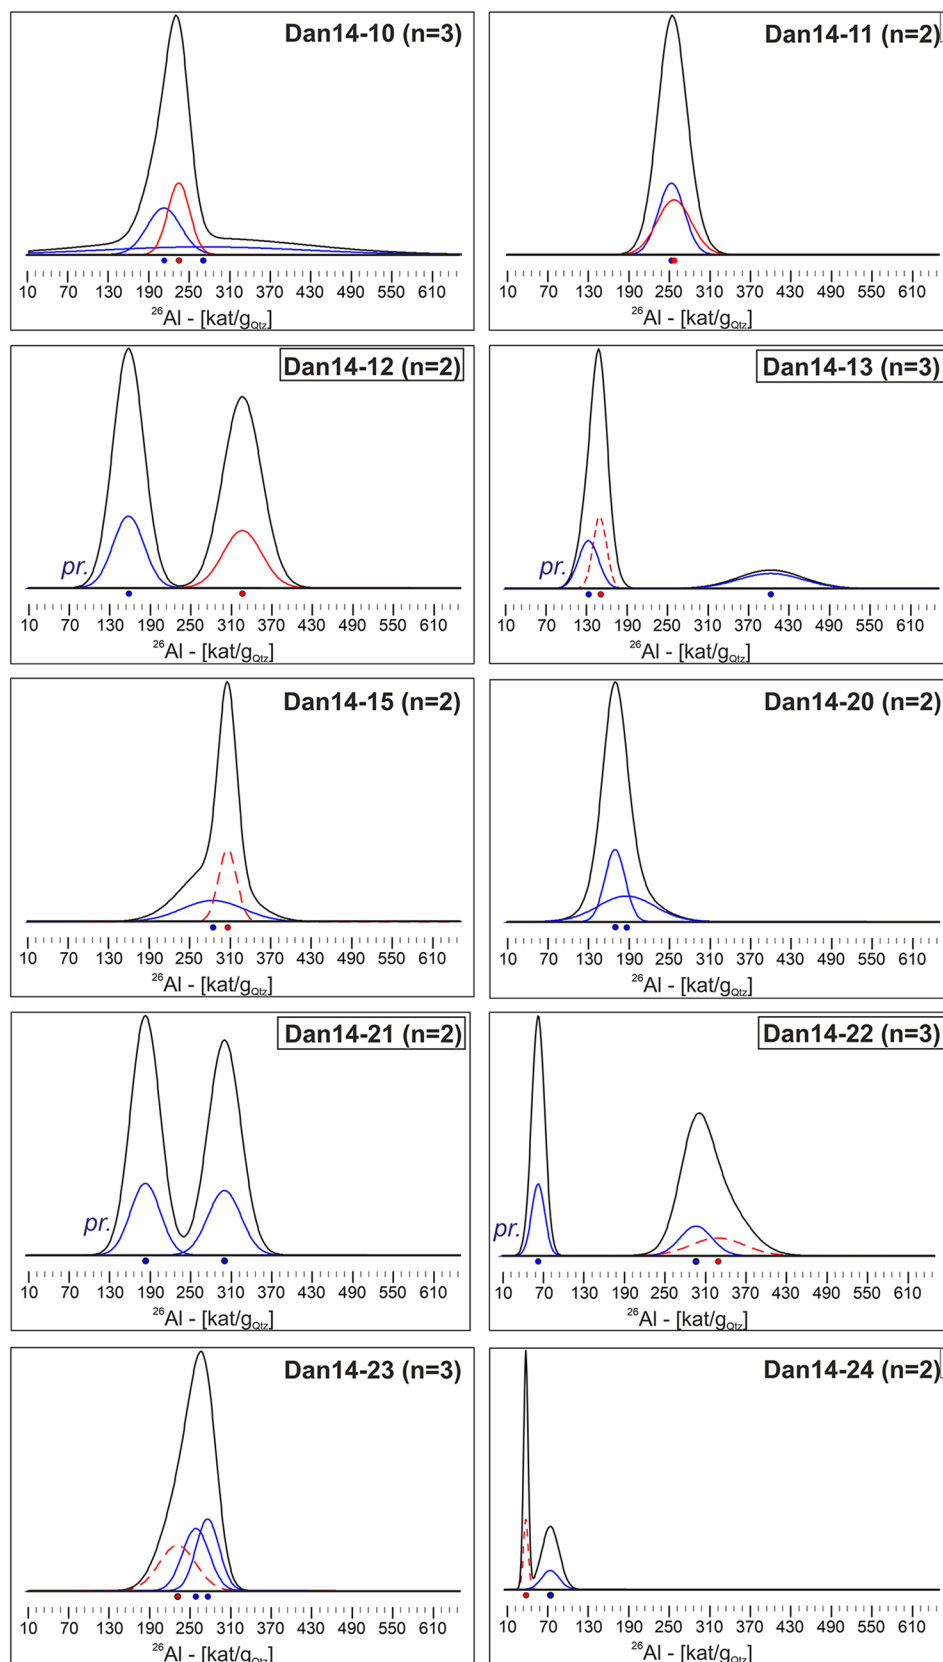 Dan14-10 (n=3)
10 70 130 190 250 310 370 430 490 550 610
26Al - [kat/gQtz]
Dan14-11 (n=2)
10 70 130 190 250 310 370 430 490 550 610
26Al - [kat/gQtz]
Dan14-12 (n=2)
pr.
10 70 130 190 250 310 370 430 490 550 610
26Al - [kat/gQtz]
Dan14-13 (n=3)
pr.
10 70 130 190 250 310 370 430 490 550 610
26Al - [kat/gQtz]
Dan14-15 (n=2)
10 70 130 190 250 310 370 430 490 550 610
26Al - [kat/gQtz]
Dan14-20 (n=2)
10 70 130 190 250 310 370 430 490 550 610
26Al - [kat/gQtz]
Dan14-21 (n=2)
pr.
10 70 130 190 250 310 370 430 490 550 610
26Al - [kat/gQtz]
Dan14-22 (n=3)
pr.
10 70 130 190 250 310 370 430 490 550 610
26Al - [kat/gQtz]
Dan14-23 (n=3)
10 70 130 190 250 310 370 430 490 550 610
26Al - [kat/gQtz]
Dan14-24 (n=2)
10 70 130 190 250 310 370 430 490 550 610
26Al - [kat/gQtz]